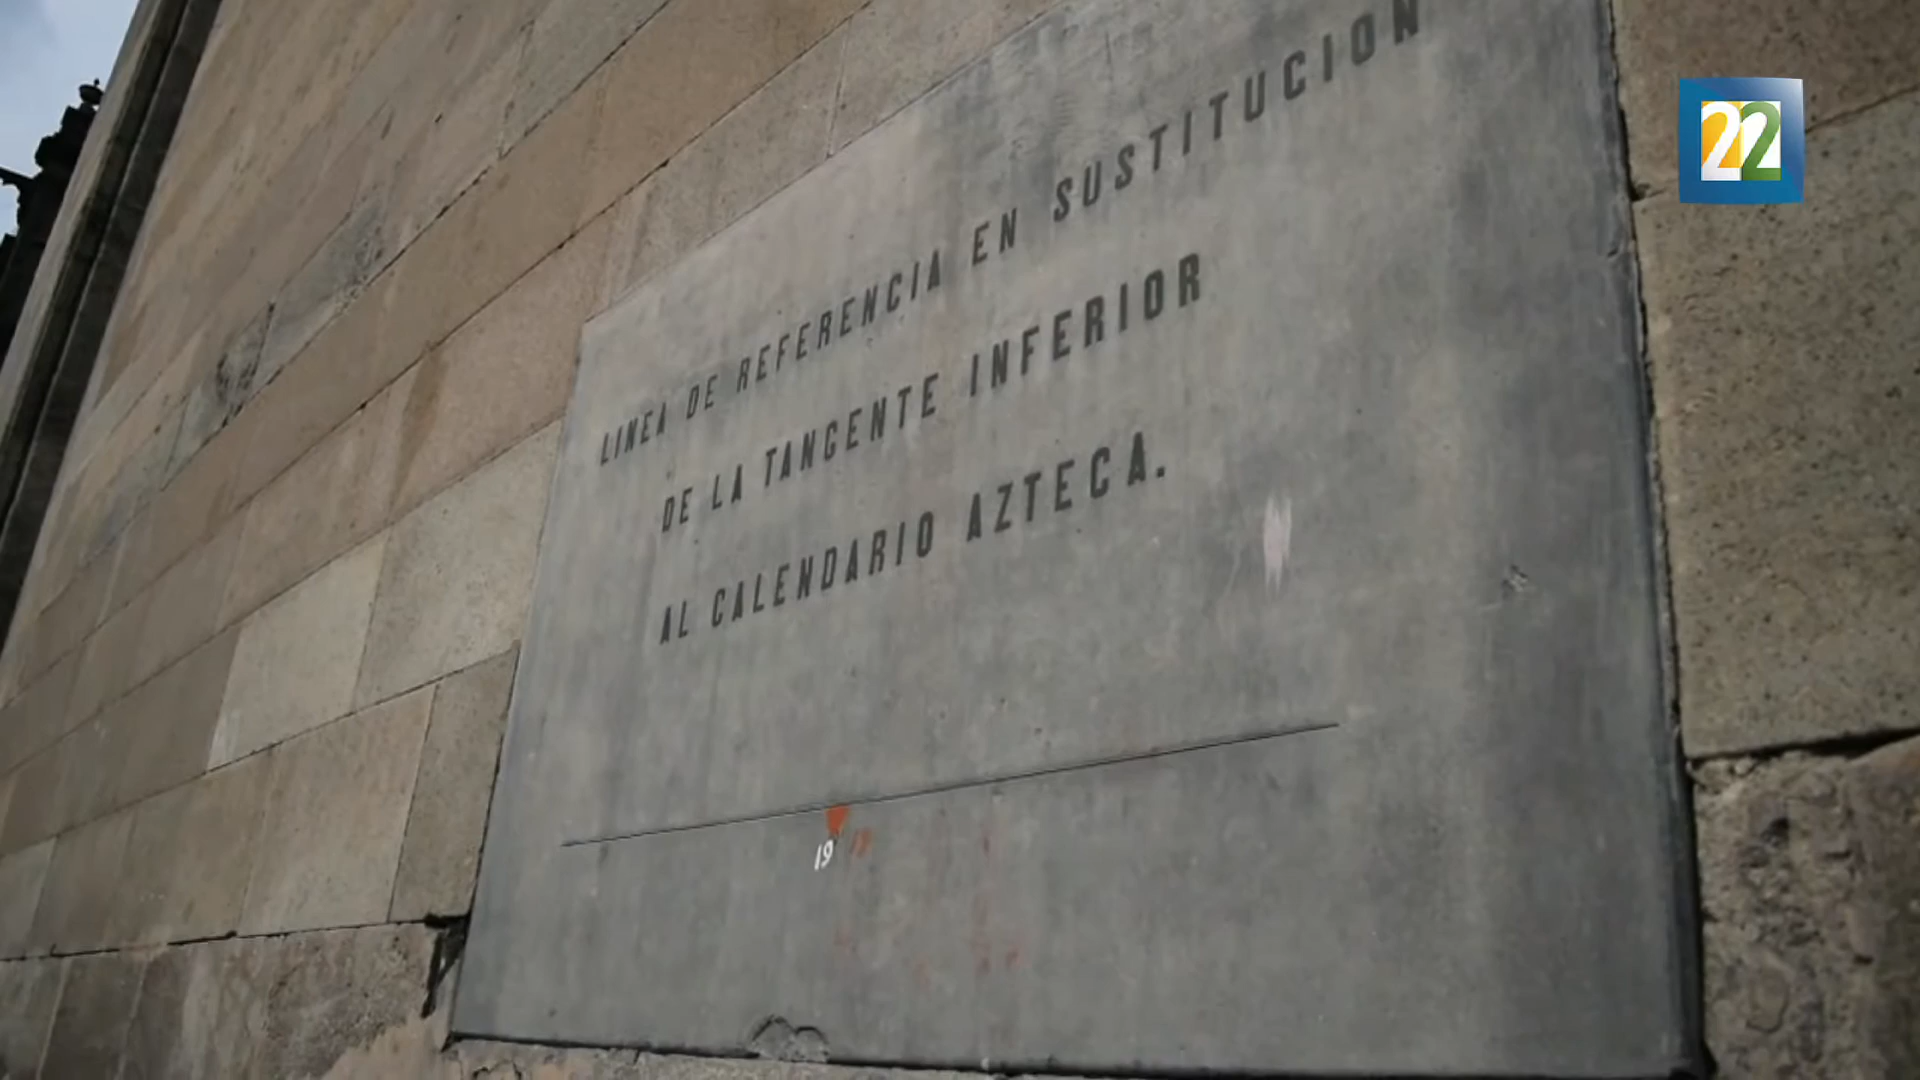 LINEA DE REFERENCIA EN SUSTITUCION
DE LA TANGENTE INFERIOR
AL CALENDARIO AZTECA.
19
22